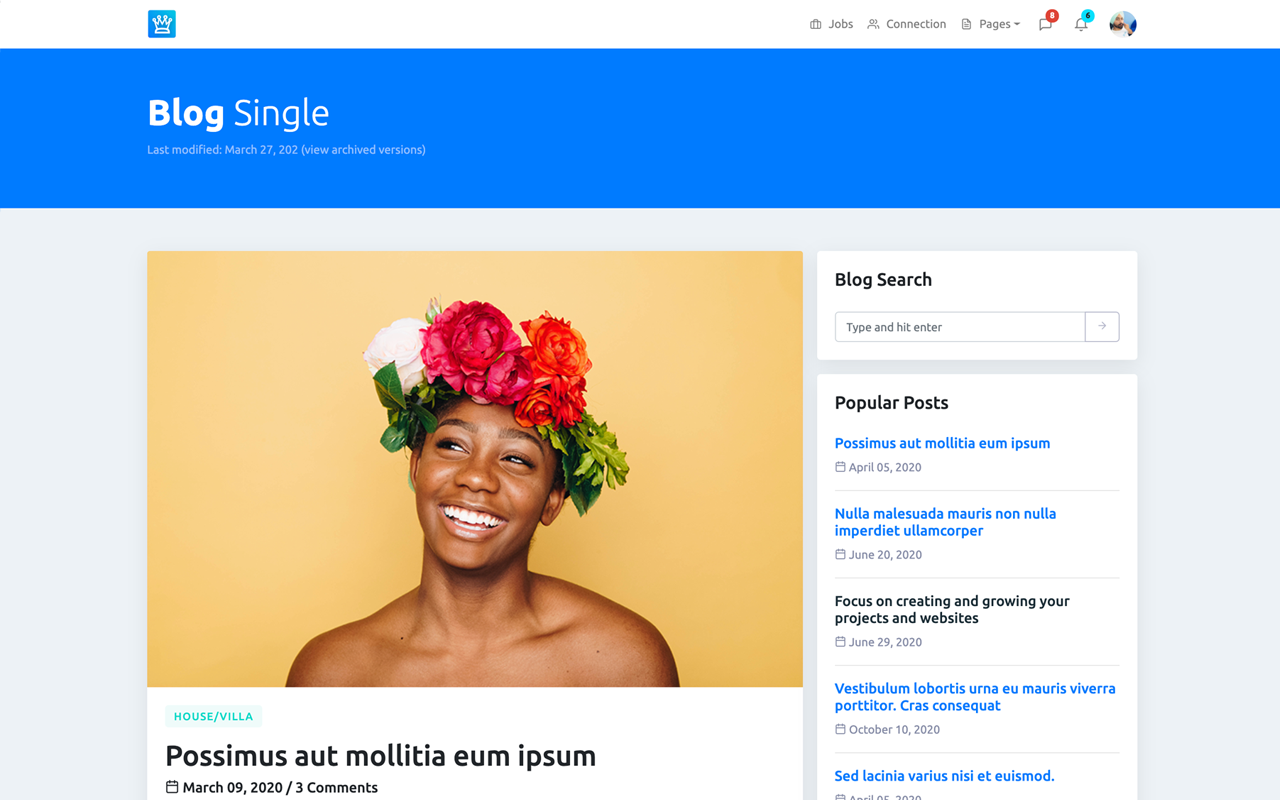 Jobs
Connection
Pages
8
6
Blog Single
Last modified: March 27, 202 (view archived versions)
HOUSE/VILLA
Possimus aut mollitia eum ipsum
March 09, 2020 / 3 Comments
Blog Search
Type and hit enter
Popular Posts
Possimus aut mollitia eum ipsum
April 05, 2020
Nulla malesuada mauris non nulla
imperdiet ullamcorper
June 20, 2020
Focus on creating and growing your
projects and websites
June 29, 2020
Vestibulum lobortis urna eu mauris viverra
porttitor. Cras consequat
October 10, 2020
Sed lacinia varius nisi et euismod.
April 05, 2020